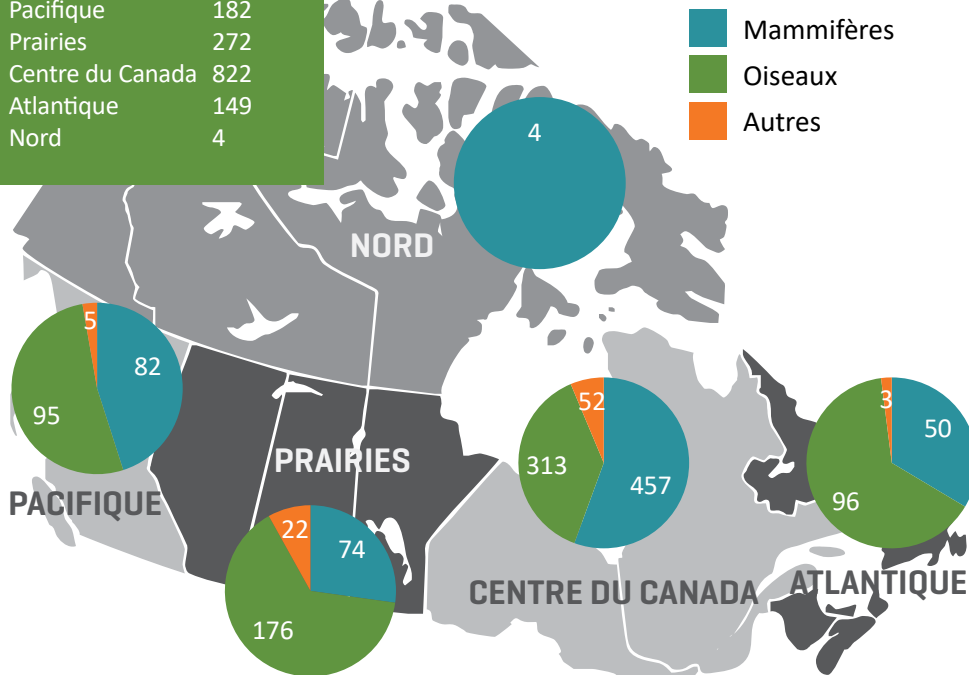 Pacifique 182
Prairies 272
Centre du Canada 822
Atlantique 149
Nord 4
Mammifères
Oiseaux
Autres
4
NORD
5
82
95
PACIFIQUE
PRAIRIES
22
74
176
52
313
457
CENTRE DU CANADA
3
50
96
ATLANTIQUE